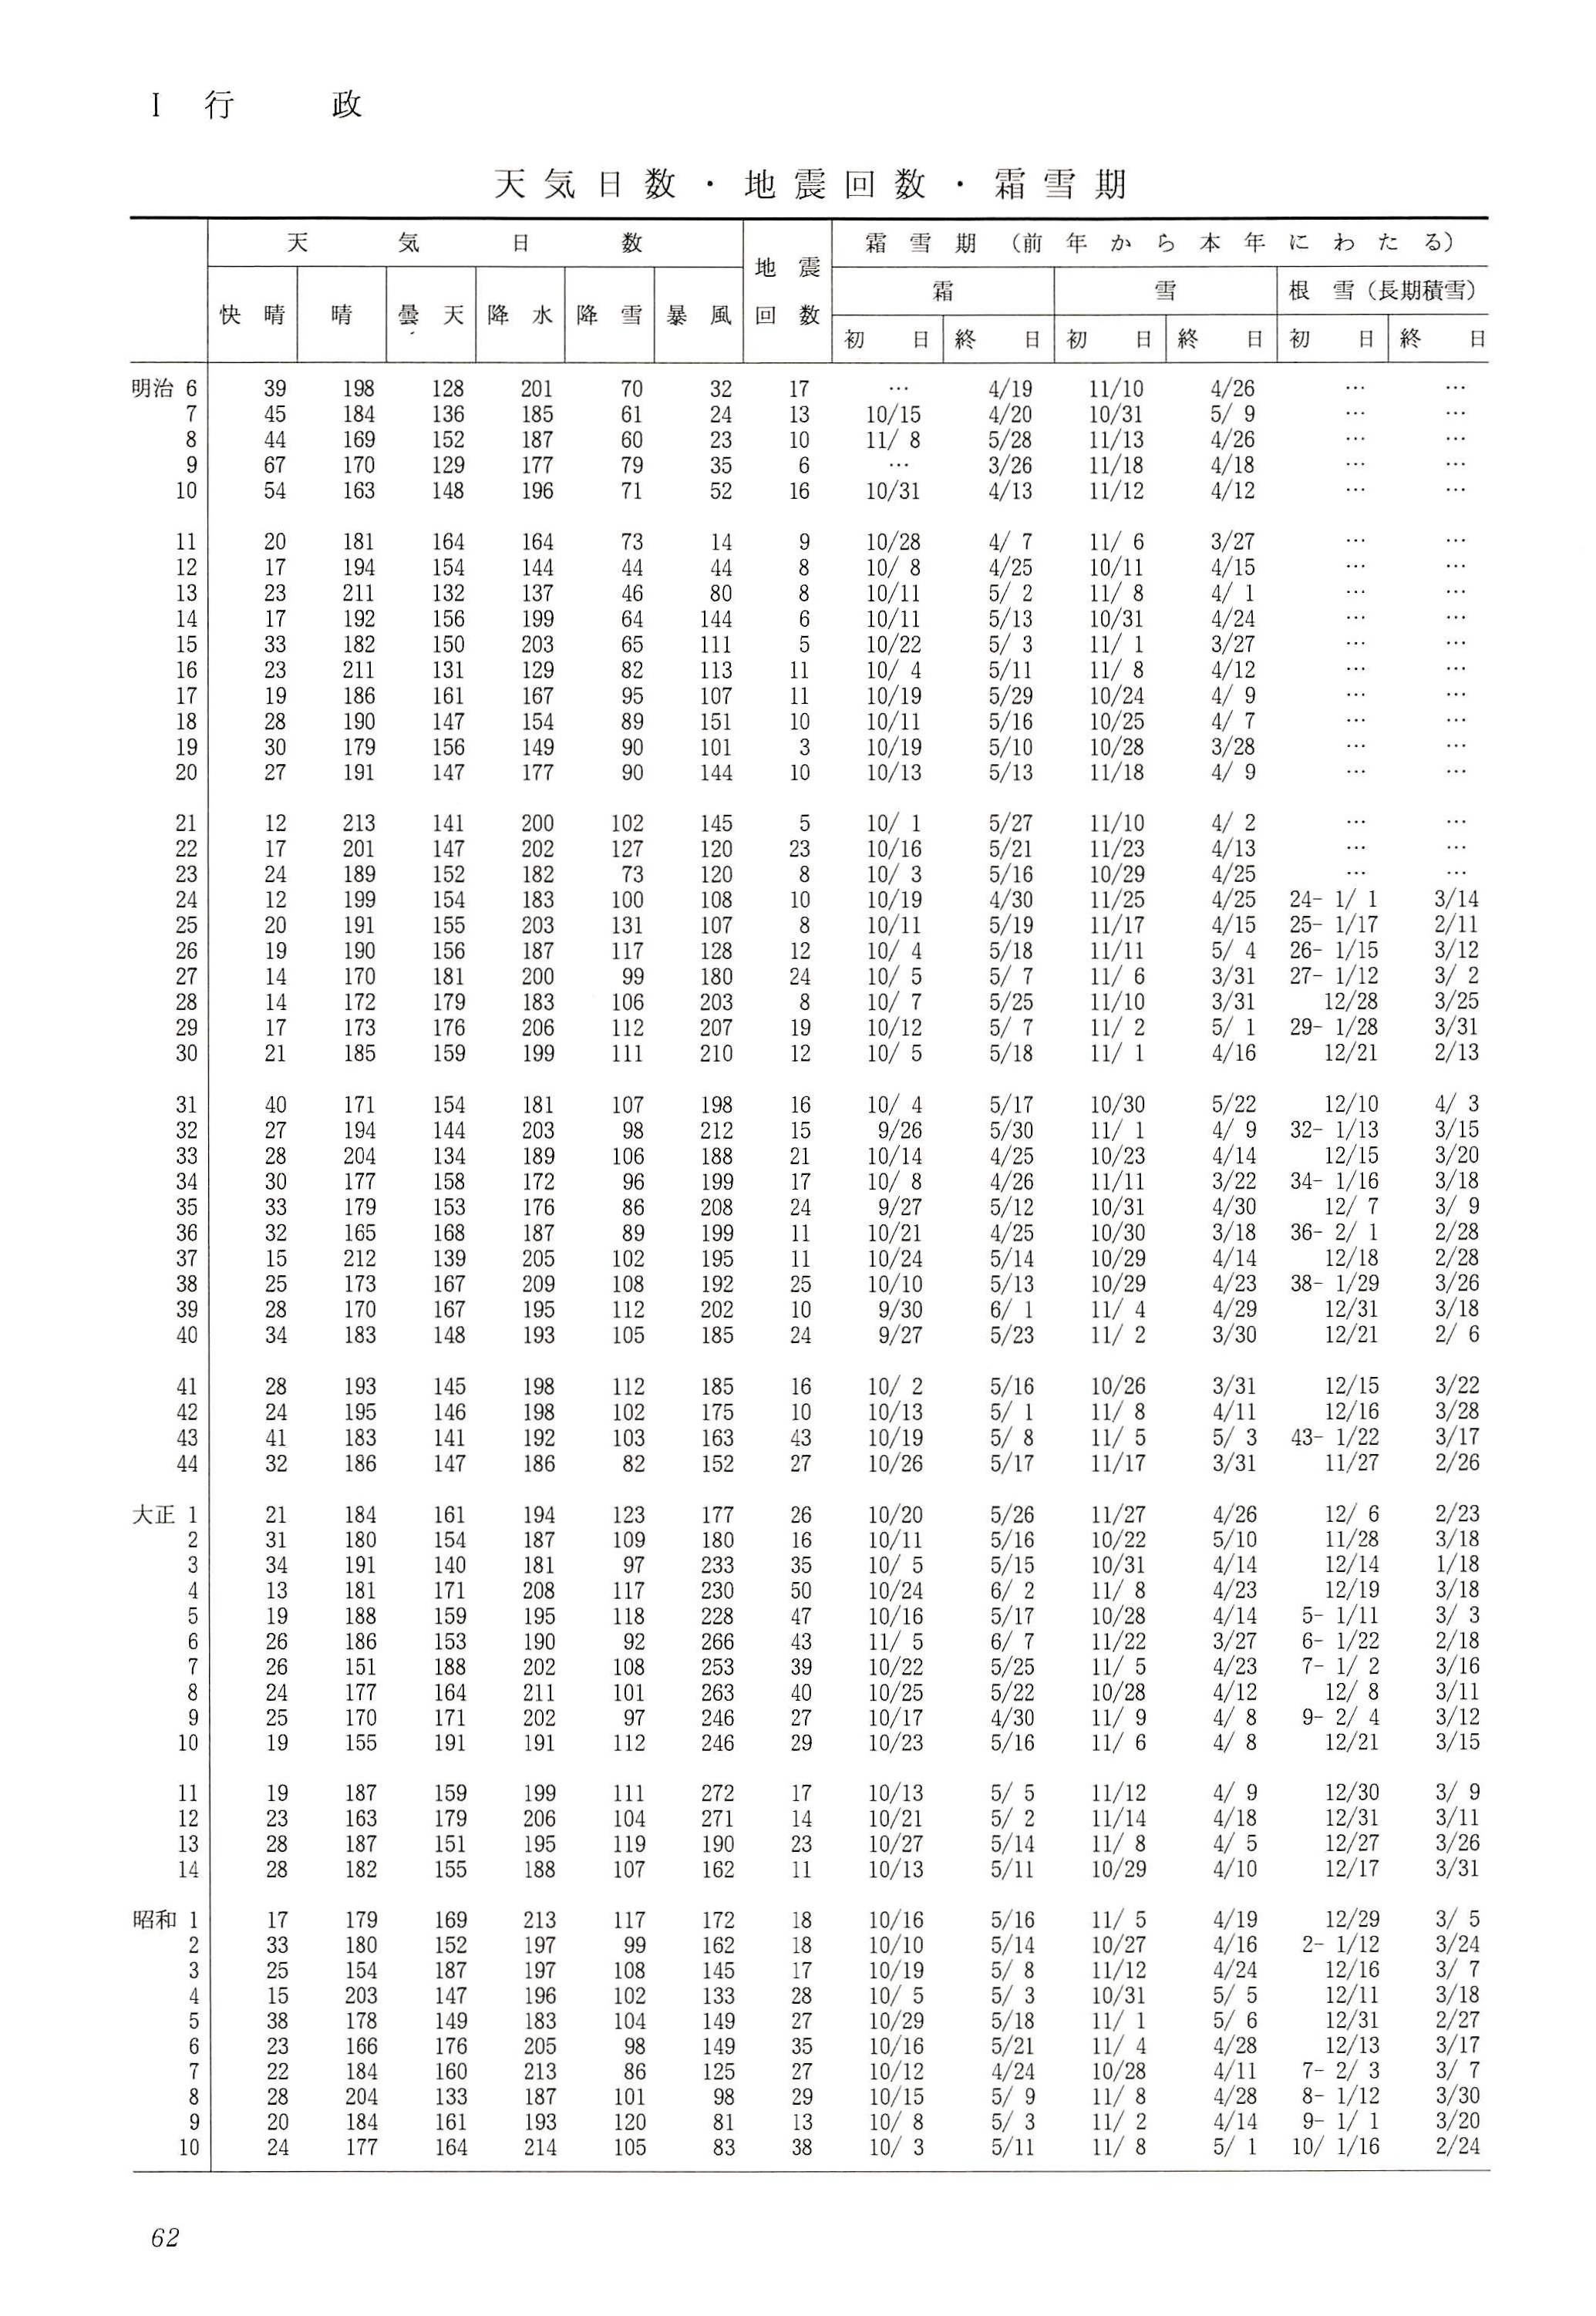 I 行 政
天気日数・地震回数・霜雪期
天気日数 地震回数 霜雪期（前年から本年にわたる）
霜 雪 根雪（長期積雪）
快晴 晴 曇天 降水 降雪 暴風 初日 終日 初日 終日 初日 終日
明治 6 39 198 128 201 70 32 17 … 4/19 11/10 4/26 … …
7 45 184 136 185 61 24 13 10/15 4/20 10/31 5/ 9 … …
8 44 169 152 187 60 23 10 11/ 8 5/28 11/13 4/26 … …
9 67 170 129 177 79 35 6 … 3/26 11/18 4/18 … …
10 54 163 148 196 71 52 16 10/31 4/13 11/12 4/12 … …
11 20 181 164 164 73 14 9 10/28 4/ 7 11/ 6 3/27 … …
12 17 194 154 144 44 44 8 10/ 8 4/25 10/11 4/15 … …
13 23 211 132 137 46 80 8 10/11 5/ 2 11/ 8 4/ 1 … …
14 17 192 156 199 64 144 6 10/11 5/13 10/31 4/24 … …
15 33 182 150 203 65 111 5 10/22 5/ 3 11/ 1 3/27 … …
16 23 211 131 129 82 113 11 10/ 4 5/11 11/ 8 4/12 … …
17 19 186 161 167 95 107 11 10/19 5/29 10/24 4/ 9 … …
18 28 190 147 154 89 151 10 10/11 5/16 10/25 4/ 7 … …
19 30 179 156 149 90 101 3 10/19 5/10 10/28 3/28 … …
20 27 191 147 177 90 144 10 10/13 5/13 11/18 4/ 9 … …
21 12 213 141 200 102 145 5 10/ 1 5/27 11/10 4/ 2 … …
22 17 201 147 202 127 120 23 10/16 5/21 11/23 4/13 … …
23 24 189 152 182 73 120 8 10/ 3 5/16 10/29 4/25 … …
24 12 199 154 183 100 108 10 10/19 4/30 11/25 4/25 24- 1/ 1 3/14
25 20 191 155 203 131 107 8 10/11 5/19 11/17 4/15 25- 1/17 2/11
26 19 190 156 187 117 128 12 10/ 4 5/18 11/11 5/ 4 26- 1/15 3/12
27 14 170 181 200 99 180 24 10/ 5 5/ 7 11/ 6 3/31 27- 1/12 3/ 2
28 14 172 179 183 106 203 8 10/ 7 5/25 11/10 3/31 12/28 3/25
29 17 173 176 206 112 207 19 10/12 5/ 7 11/ 2 5/ 1 29- 1/28 3/31
30 21 185 159 199 111 210 12 10/ 5 5/18 11/ 1 4/16 12/21 2/13
31 40 171 154 181 107 198 16 10/ 4 5/17 10/30 5/22 12/10 4/ 3
32 27 194 144 203 98 212 15 9/26 5/30 11/ 1 4/ 9 32- 1/13 3/15
33 28 204 134 189 106 188 21 10/14 4/25 10/23 4/14 12/15 3/20
34 30 177 158 172 96 199 17 10/ 8 4/26 11/11 3/22 34- 1/16 3/18
35 33 179 153 176 86 208 24 9/27 5/12 10/31 4/30 12/ 7 3/ 9
36 32 165 168 187 89 199 11 10/21 4/25 10/30 3/18 36- 2/ 1 2/28
37 15 212 139 205 102 195 11 10/24 5/14 10/29 4/14 12/18 2/28
38 25 173 167 209 108 192 25 10/10 5/13 10/29 4/23 38- 1/29 3/26
39 28 170 167 195 112 202 10 9/30 6/ 1 11/ 4 4/29 12/31 3/18
40 34 183 148 193 105 185 24 9/27 5/23 11/ 2 3/30 12/21 2/ 6
41 28 193 145 198 112 185 16 10/ 2 5/16 10/26 3/31 12/15 3/22
42 24 195 146 198 102 175 10 10/13 5/ 1 11/ 8 4/11 12/16 3/28
43 41 183 141 192 103 163 43 10/19 5/ 8 11/ 5 5/ 3 43- 1/22 3/17
44 32 186 147 186 82 152 27 10/26 5/17 11/17 3/31 11/27 2/26
大正 1 21 184 161 194 123 177 26 10/20 5/26 11/27 4/26 12/ 6 2/23
2 31 180 154 187 109 180 16 10/11 5/16 10/22 5/10 11/28 3/18
3 34 191 140 181 97 233 35 10/ 5 5/15 10/31 4/14 12/14 1/18
4 13 181 171 208 117 230 50 10/24 6/ 2 11/ 8 4/23 12/19 3/18
5 19 188 159 195 118 228 47 10/16 5/17 10/28 4/14 5- 1/11 3/ 3
6 26 186 153 190 92 266 43 11/ 5 6/ 7 11/22 3/27 6- 1/22 2/18
7 26 151 188 202 108 253 39 10/22 5/25 11/ 5 4/23 7- 1/ 2 3/16
8 24 177 164 211 101 263 40 10/25 5/22 10/28 4/12 12/ 8 3/11
9 25 170 171 202 97 246 27 10/17 4/30 11/ 9 4/ 8 9- 2/ 4 3/12
10 19 155 191 191 112 246 29 10/23 5/16 11/ 6 4/ 8 12/21 3/15
11 19 187 159 199 111 272 17 10/13 5/ 5 11/12 4/ 9 12/30 3/ 9
12 23 163 179 206 104 271 14 10/21 5/ 2 11/14 4/18 12/31 3/11
13 28 187 151 195 119 190 23 10/27 5/14 11/ 8 4/ 5 12/27 3/26
14 28 182 155 188 107 162 11 10/13 5/11 10/29 4/10 12/17 3/31
昭和 1 17 179 169 213 117 172 18 10/16 5/16 11/ 5 4/19 12/29 3/ 5
2 33 180 152 197 99 162 18 10/10 5/14 10/27 4/16 2- 1/12 3/24
3 25 154 187 197 108 145 17 10/19 5/ 8 11/12 4/24 12/16 3/ 7
4 15 203 147 196 102 133 28 10/ 5 5/ 3 10/31 5/ 5 12/11 3/18
5 38 178 149 183 104 149 27 10/29 5/18 11/ 1 5/ 6 12/31 2/27
6 23 166 176 205 98 149 35 10/16 5/21 11/ 4 4/28 12/13 3/17
7 22 184 160 213 86 125 27 10/12 4/24 10/28 4/11 7- 2/ 3 3/ 7
8 28 204 133 187 101 98 29 10/15 5/ 9 11/ 8 4/28 8- 1/12 3/30
9 20 184 161 193 120 81 13 10/ 8 5/ 3 11/ 2 4/14 9- 1/ 1 3/20
10 24 177 164 214 105 83 38 10/ 3 5/11 11/ 8 5/ 1 10/ 1/16 2/24
62